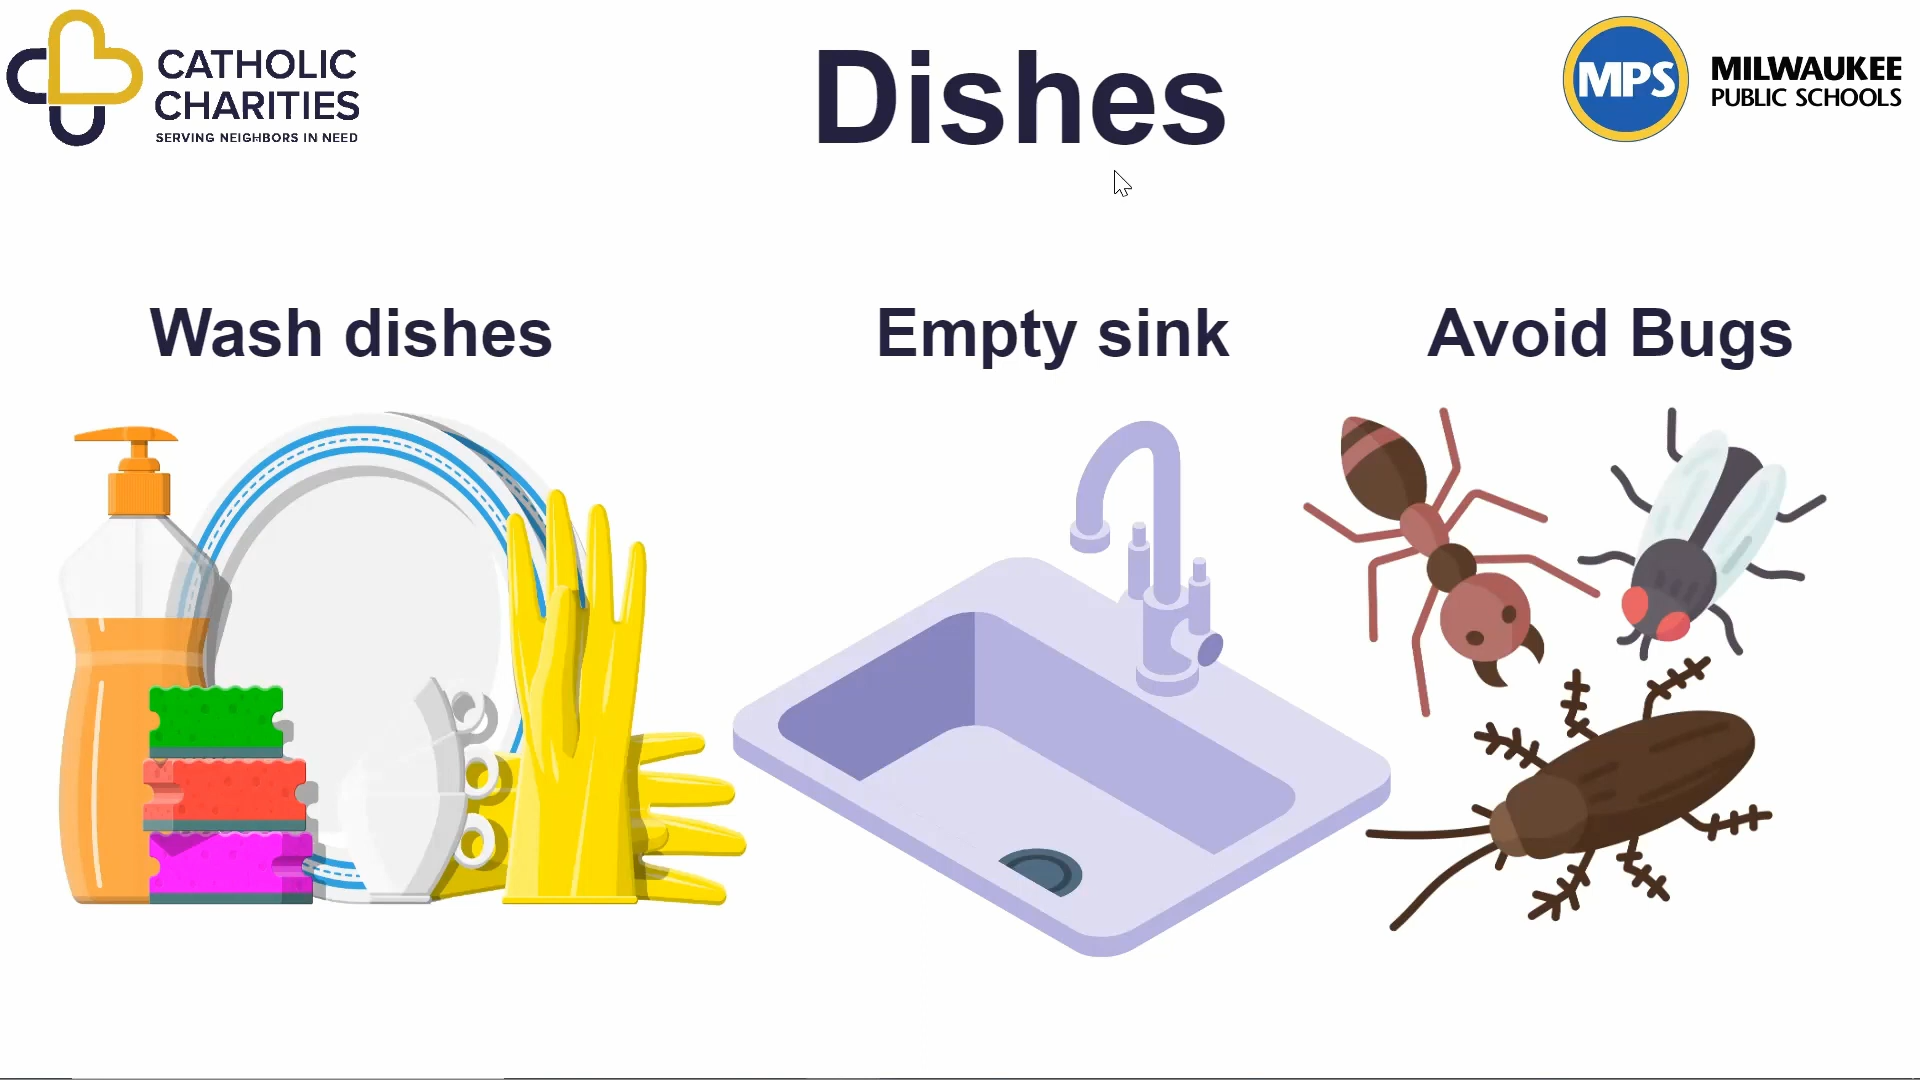 CATHOLIC
CHARITIES
SERVING NEIGHBORS IN NEED
Dishes
MPS
MILWAUKEE
PUBLIC SCHOOLS
Wash dishes
Empty sink
Avoid Bugs